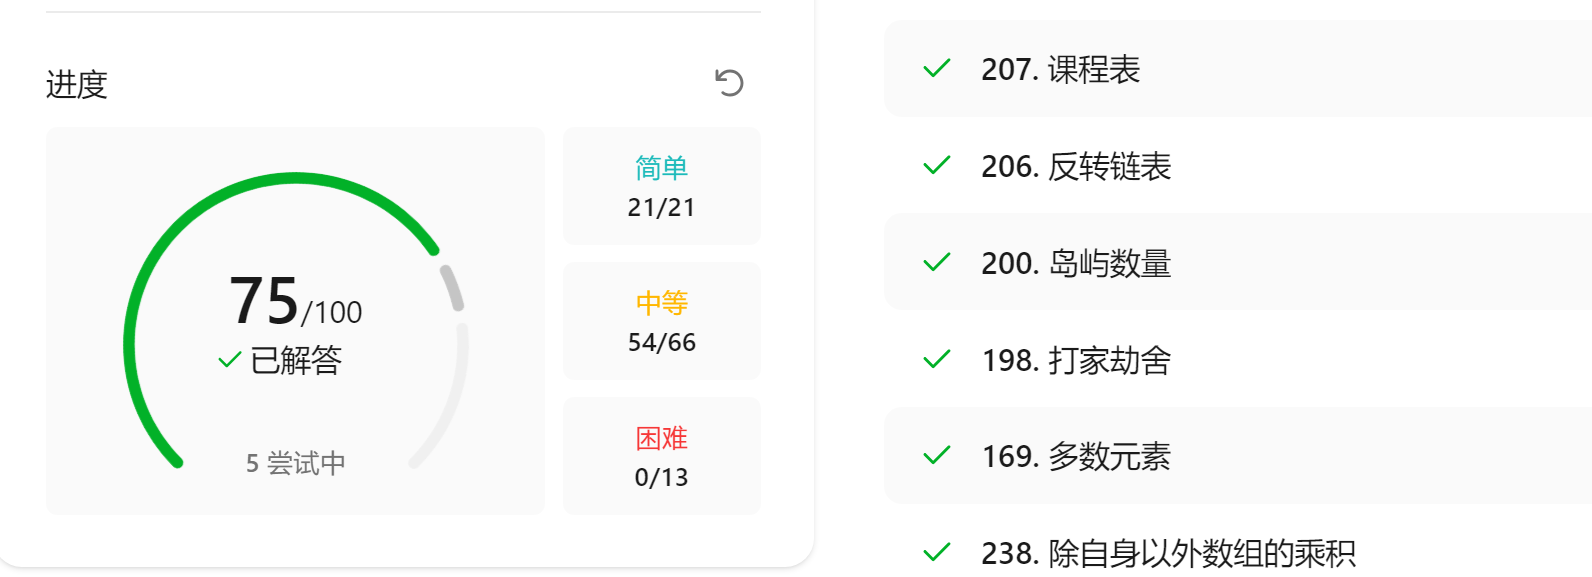 进度
75/100
已解答
5 尝试中
简单
21/21
中等
54/66
困难
0/13
207. 课程表
206. 反转链表
200. 岛屿数量
198. 打家劫舍
169. 多数元素
238. 除自身以外数组的乘积